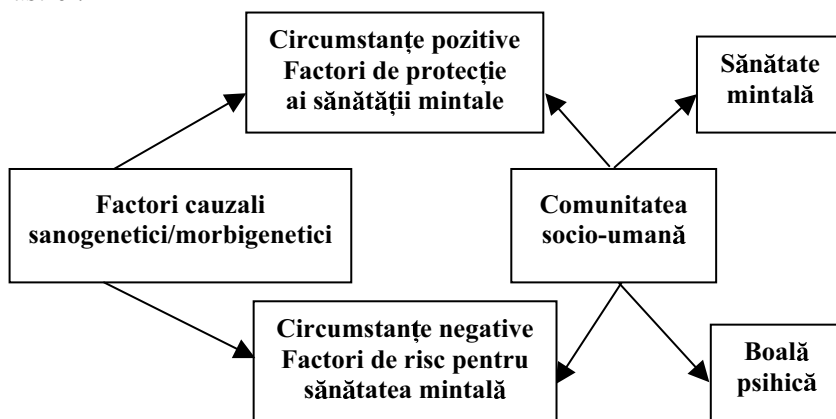 Circumstanțe pozitive
Factori de protecție
ai sănătății mintale
Sănătate
mintală
Factori cauzali
sanogenetici/morbigenetici
Comunitatea
socio-umană
Circumstanțe negative
Factori de risc pentru
sănătatea mintală
Boală
psihică